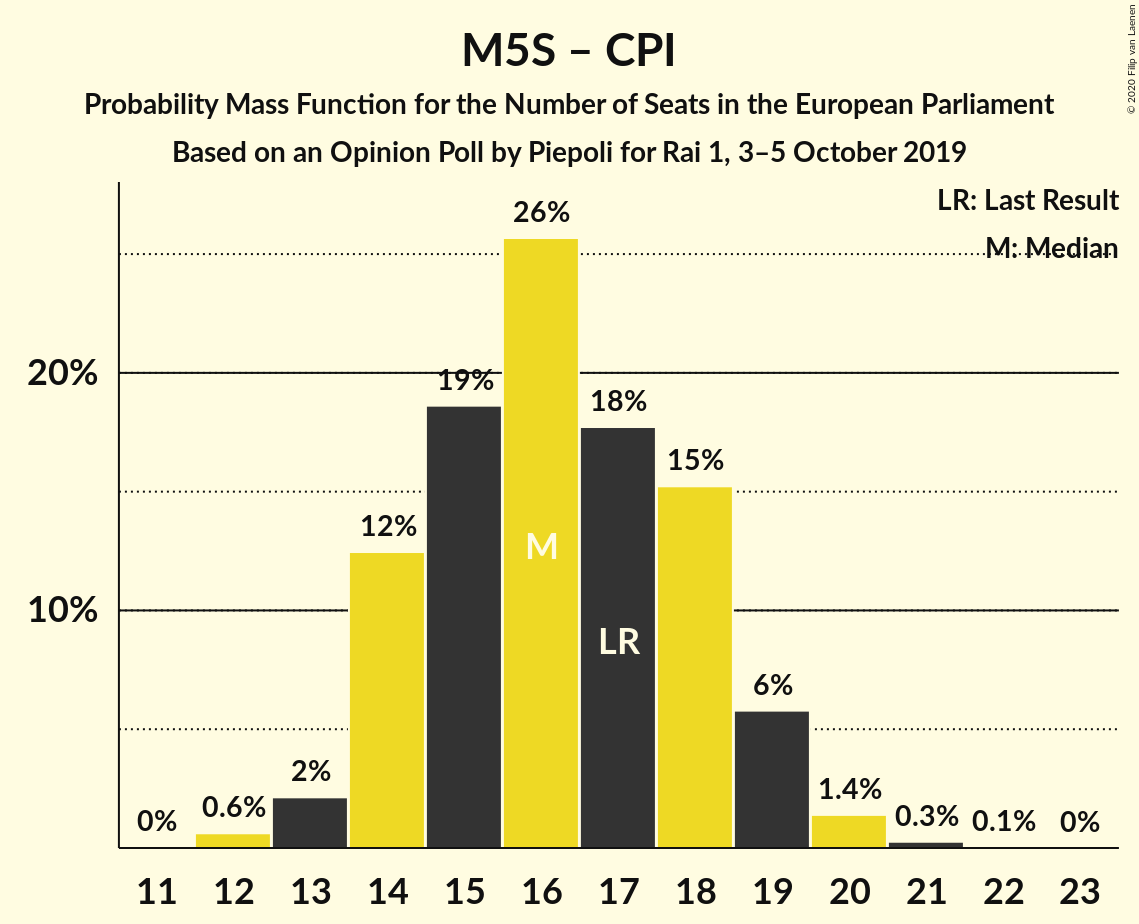 M5S – CPI
Probability Mass Function for the Number of Seats in the European Parliament
Based on an Opinion Poll by Piepoli for Rai 1, 3–5 October 2019
© 2020 Filip van Laenen
LR: Last Result
M: Median
20%
10%
0%
0.6%
2%
12%
19%
26%
18%
15%
6%
1.4%
0.3%
0.1%
0%
M
LR
11 12 13 14 15 16 17 18 19 20 21 22 23